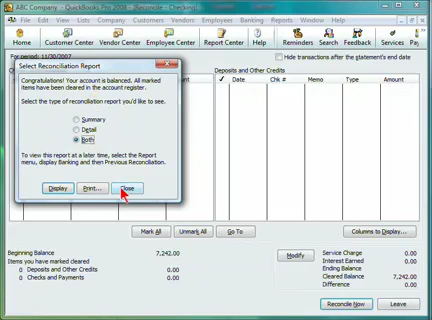 ABC Company - QuickBooks Pro 2008 - [Reconcile - Checking]
File Edit View Lists Company Customers Vendors Employees Banking Reports Window Help
Home Customer Center Vendor Center Employee Center Report Center Help Reminders Search Feedback Services Pay
For period: 11/30/2007
Hide transactions after the statement's end date
Deposits and Other Credits
✓ Date Chk # Memo Type Amount
Select Reconciliation Report
Congratulations! Your account is balanced. All marked
items have been cleared in the account register.
Select the type of reconciliation report you'd like to see.
Summary
Detail
Both
To view this report at a later time, select the Report
menu, display Banking and then Previous Reconciliation.
Display Print... Close
Mark All Unmark All Go To Columns to Display...
Beginning Balance 7,242.00
Items you have marked cleared
0 Deposits and Other Credits 0.00
0 Checks and Payments 0.00
Modify
Service Charge 0.00
Interest Earned 0.00
Ending Balance 0.00
Cleared Balance 7,242.00
Difference 0.00
Reconcile Now Leave